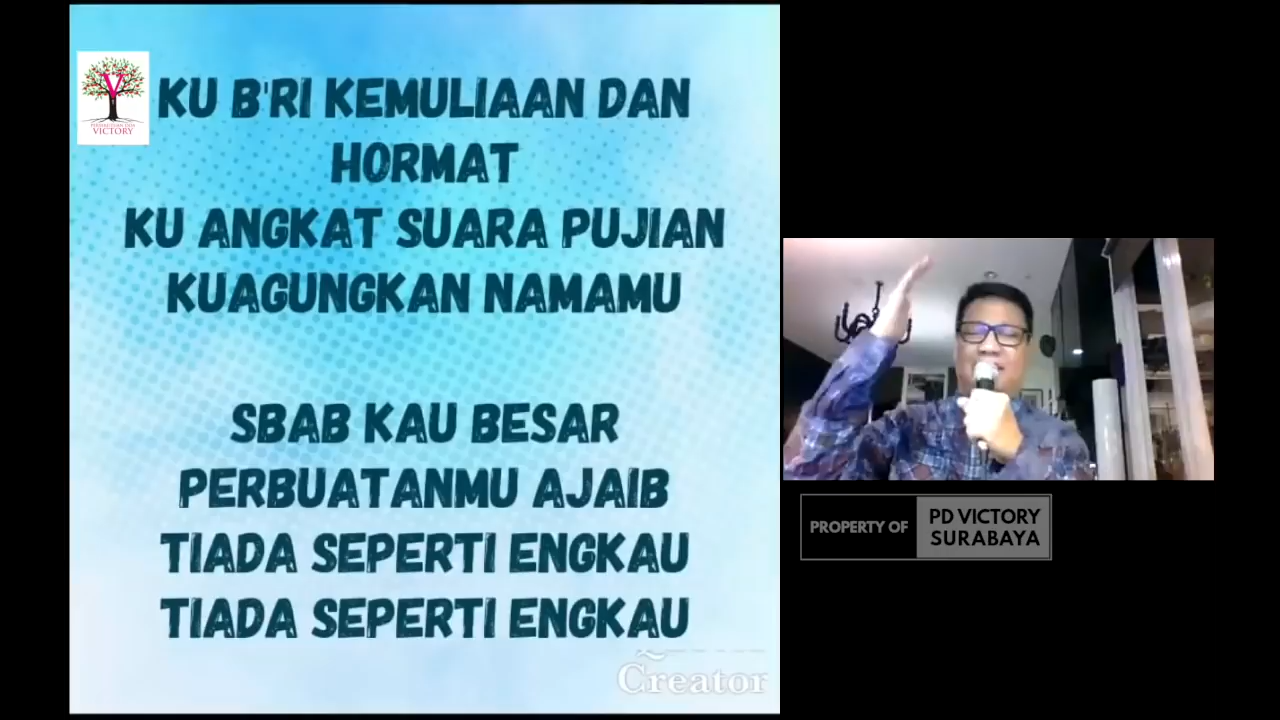 KU B'RI KEMULIAAN DAN
HORMAT
KU ANGKAT SUARA PUJIAN
KUAGUNGKAN NAMAMU
SBAB KAU BESAR
PERBUATANMU AJAIB
TIADA SEPERTI ENGKAU
TIADA SEPERTI ENGKAU
VICTORY
Creator
PROPERTY OF
PD VICTORY
SURABAYA